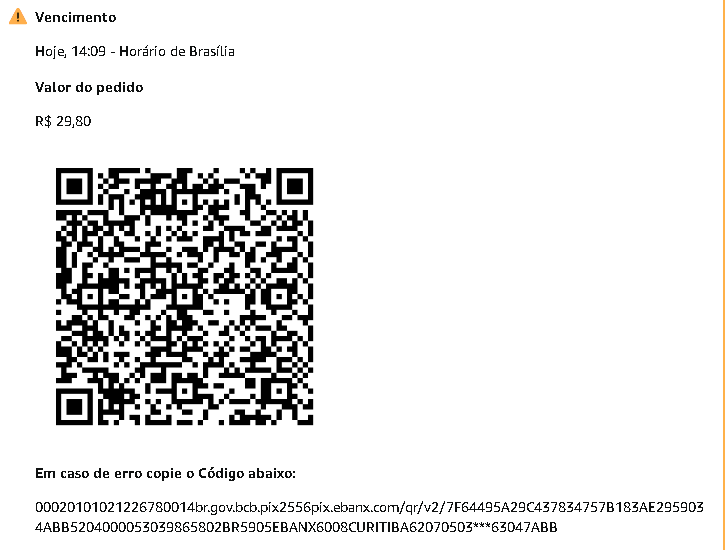 Vencimento
Hoje, 14:09 - Horário de Brasília
Valor do pedido
R$ 29,80
Em caso de erro copie o Código abaixo:
00020101021226780014br.gov.bcb.pix2556pix.ebanx.com/qr/v2/7F64495A29C437834757B183AE295903
4ABB5204000053039865802BR5905EBANX6008CURITIBA62070503***63047ABB